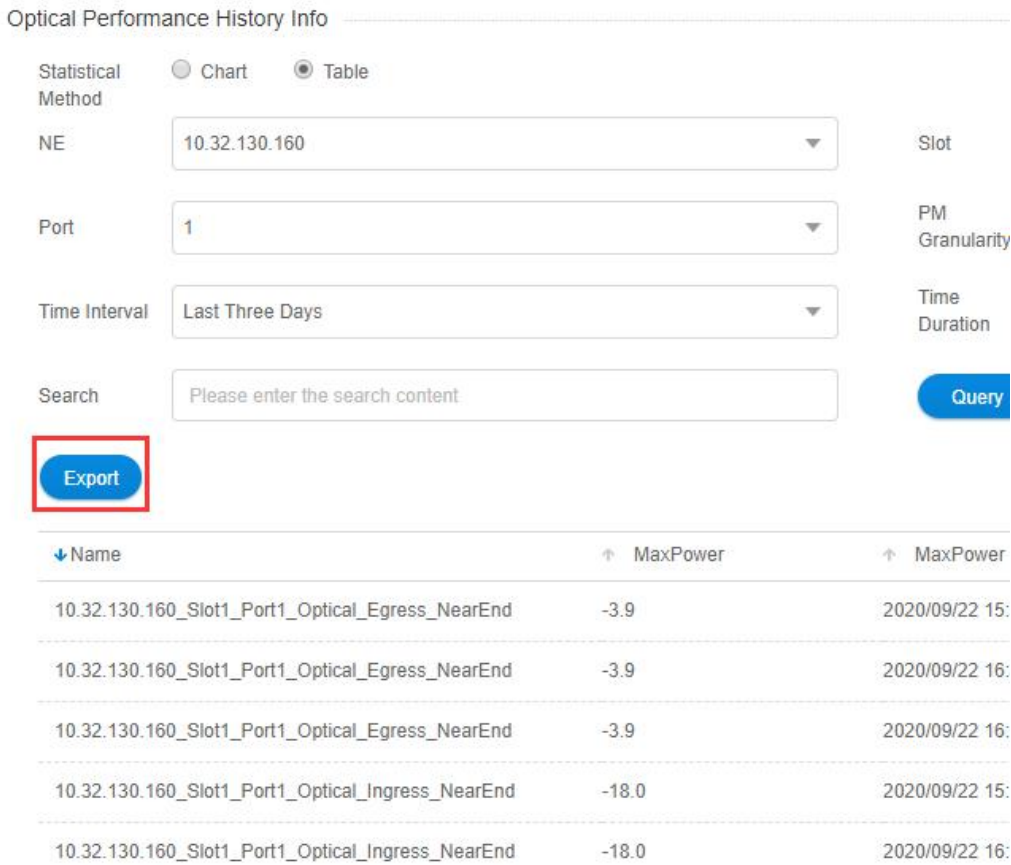 Optical Performance History Info
Statistical Method Chart Table
NE 10.32.130.160 Slot
Port 1 PM Granularity
Time Interval Last Three Days Time Duration
Search Please enter the search content Query
Export
Name MaxPower MaxPower
10.32.130.160_Slot1_Port1_Optical_Egress_NearEnd -3.9 2020/09/22 15:
10.32.130.160_Slot1_Port1_Optical_Egress_NearEnd -3.9 2020/09/22 16:
10.32.130.160_Slot1_Port1_Optical_Egress_NearEnd -3.9 2020/09/22 16:
10.32.130.160_Slot1_Port1_Optical_Ingress_NearEnd -18.0 2020/09/22 15:
10.32.130.160_Slot1_Port1_Optical_Ingress_NearEnd -18.0 2020/09/22 16: